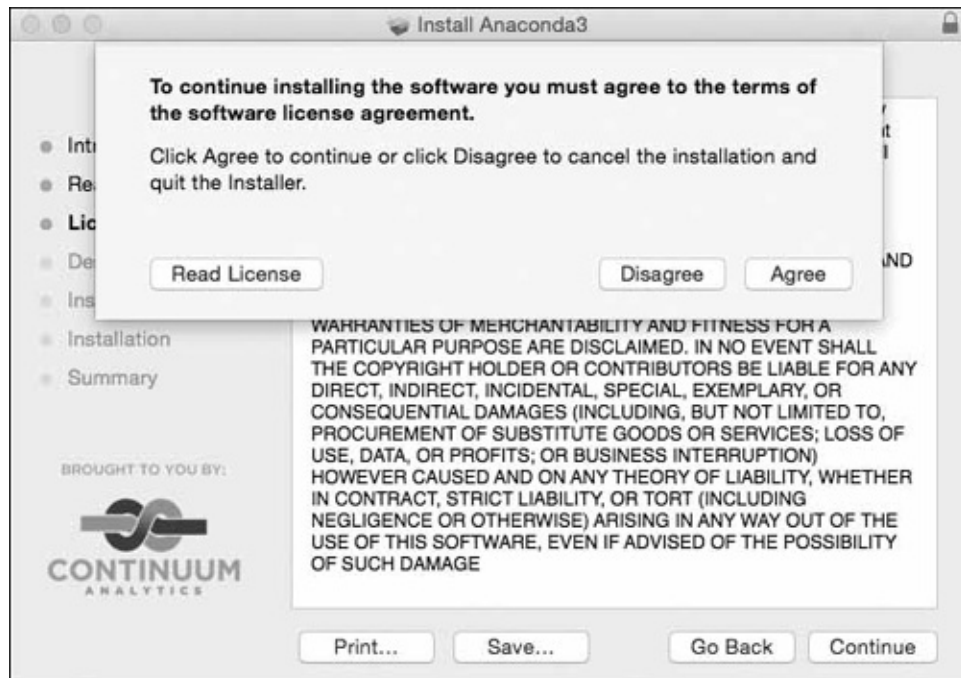 Install Anaconda3
To continue installing the software you must agree to the terms of
the software license agreement.
Click Agree to continue or click Disagree to cancel the installation and
quit the Installer.
Read License
Disagree
Agree
Lic
De
Ins
Installation
Summary
WARRANTIES OF MERCHANTABILITY AND FITNESS FOR A
PARTICULAR PURPOSE ARE DISCLAIMED. IN NO EVENT SHALL
THE COPYRIGHT HOLDER OR CONTRIBUTORS BE LIABLE FOR ANY
DIRECT, INDIRECT, INCIDENTAL, SPECIAL, EXEMPLARY, OR
CONSEQUENTIAL DAMAGES (INCLUDING, BUT NOT LIMITED TO,
PROCUREMENT OF SUBSTITUTE GOODS OR SERVICES; LOSS OF
USE, DATA, OR PROFITS; OR BUSINESS INTERRUPTION)
HOWEVER CAUSED AND ON ANY THEORY OF LIABILITY, WHETHER
IN CONTRACT, STRICT LIABILITY, OR TORT (INCLUDING
NEGLIGENCE OR OTHERWISE) ARISING IN ANY WAY OUT OF THE
USE OF THIS SOFTWARE, EVEN IF ADVISED OF THE POSSIBILITY
OF SUCH DAMAGE
BROUGHT TO YOU BY:
CONTINUUM
ANALYTICS
Print...
Save...
Go Back
Continue